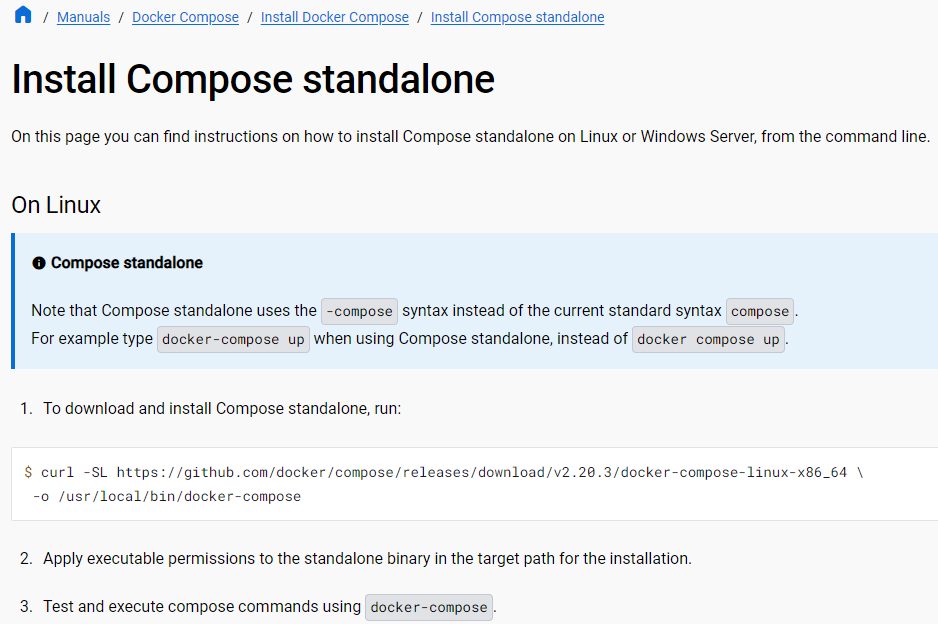 / Manuals / Docker Compose / Install Docker Compose / Install Compose standalone
Install Compose standalone
On this page you can find instructions on how to install Compose standalone on Linux or Windows Server, from the command line.
On Linux
Compose standalone
Note that Compose standalone uses the -compose syntax instead of the current standard syntax compose.
For example type docker-compose up when using Compose standalone, instead of docker compose up.
1. To download and install Compose standalone, run:
$ curl -SL https://github.com/docker/compose/releases/download/v2.20.3/docker-compose-linux-x86_64 \
-o /usr/local/bin/docker-compose
2. Apply executable permissions to the standalone binary in the target path for the installation.
3. Test and execute compose commands using docker-compose.